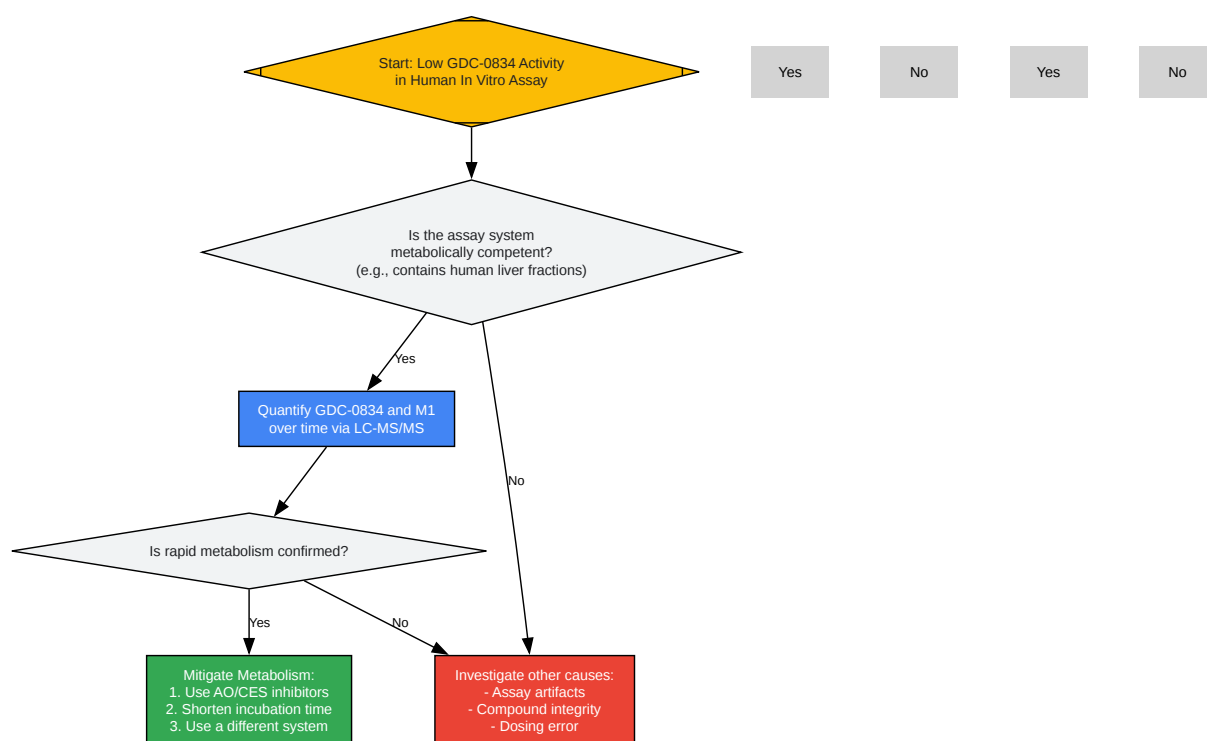 Start: Low GDC-0834 Activity
in Human In Vitro Assay
Yes
No
Yes
No
Is the assay system
metabolically competent?
(e.g., contains human liver fractions)
Yes
Quantify GDC-0834 and M1
over time via LC-MS/MS
No
Is rapid metabolism confirmed?
Yes
No
Mitigate Metabolism:
1. Use AO/CES inhibitors
2. Shorten incubation time
3. Use a different system
Investigate other causes:
- Assay artifacts
- Compound integrity
- Dosing error